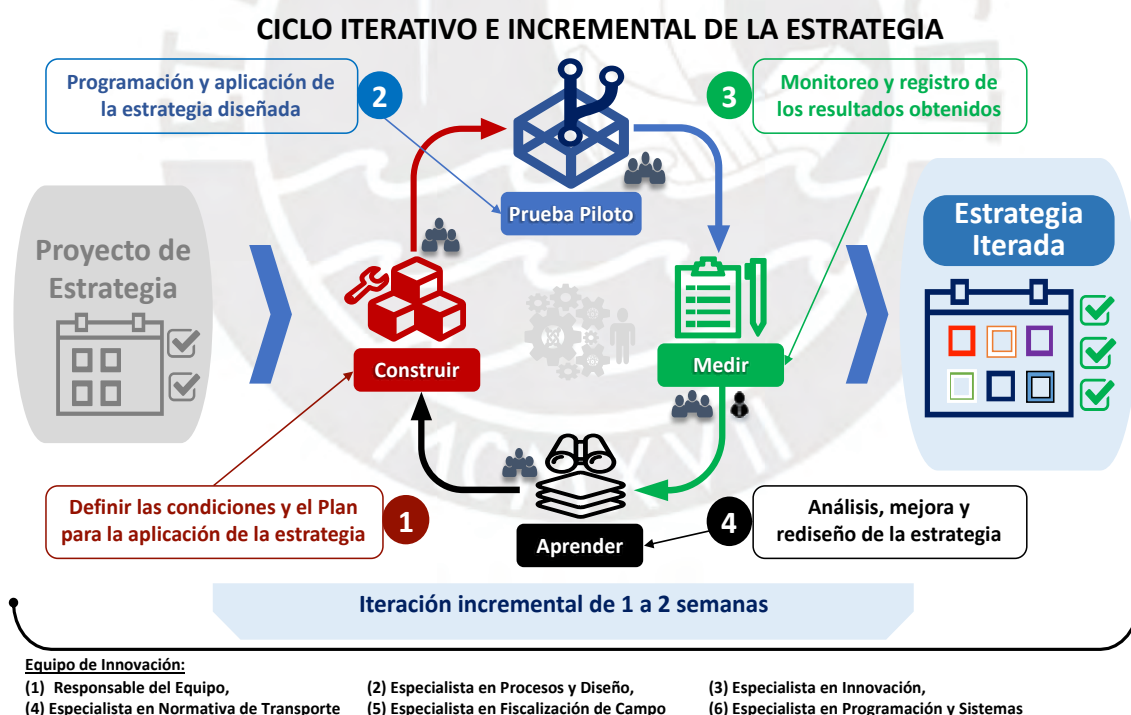 CICLO ITERATIVO E INCREMENTAL DE LA ESTRATEGIA
Programación y aplicación de
la estrategia diseñada
2
3
Monitoreo y registro de
los resultados obtenidos
Prueba Piloto
Proyecto de
Estrategia
Estrategia
Iterada
Construir
Medir
Definir las condiciones y el Plan
para la aplicación de la estrategia
1
Aprender
4
Análisis, mejora y
rediseño de la estrategia
MCMXVII
Iteración incremental de 1 a 2 semanas
Equipo de Innovación:
(1) Responsable del Equipo,
(2) Especialista en Procesos y Diseño,
(3) Especialista en Innovación,
(4) Especialista en Normativa de Transporte
(5) Especialista en Fiscalización de Campo
(6) Especialista en Programación y Sistemas